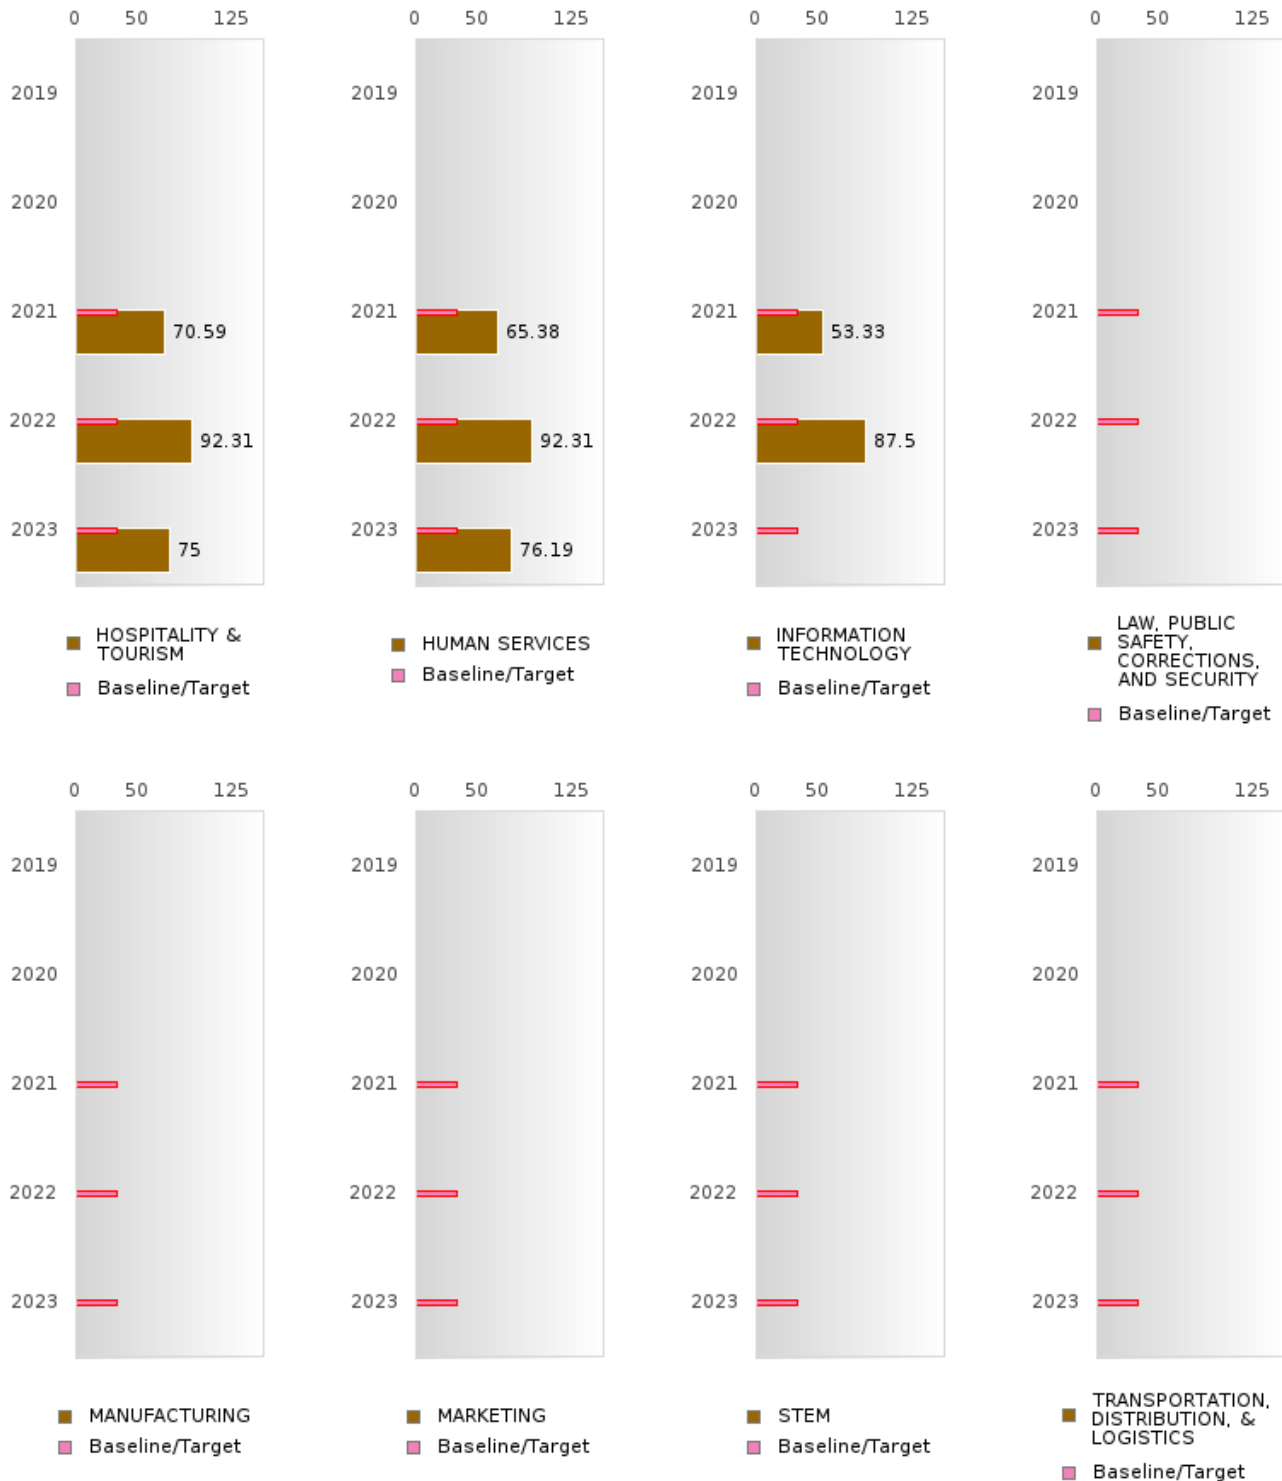 0 50 125 0 50 125 0 50 125 0 50 125
2019 2019 2019 2019
2020 2020 2020 2020
2021 70.59 2021 65.38 2021 53.33 2021
2022 92.31 2022 92.31 2022 87.5 2022
2023 75 2023 76.19 2023 2023
HOSPITALITY &
TOURISM
Baseline/Target
HUMAN SERVICES
Baseline/Target
INFORMATION
TECHNOLOGY
Baseline/Target
LAW, PUBLIC
SAFETY,
CORRECTIONS,
AND SECURITY
Baseline/Target
0 50 125 0 50 125 0 50 125 0 50 125
2019 2019 2019 2019
2020 2020 2020 2020
2021 2021 2021 2021
2022 2022 2022 2022
2023 2023 2023 2023
MANUFACTURING
Baseline/Target
MARKETING
Baseline/Target
STEM
Baseline/Target
TRANSPORTATION,
DISTRIBUTION, &
LOGISTICS
Baseline/Target